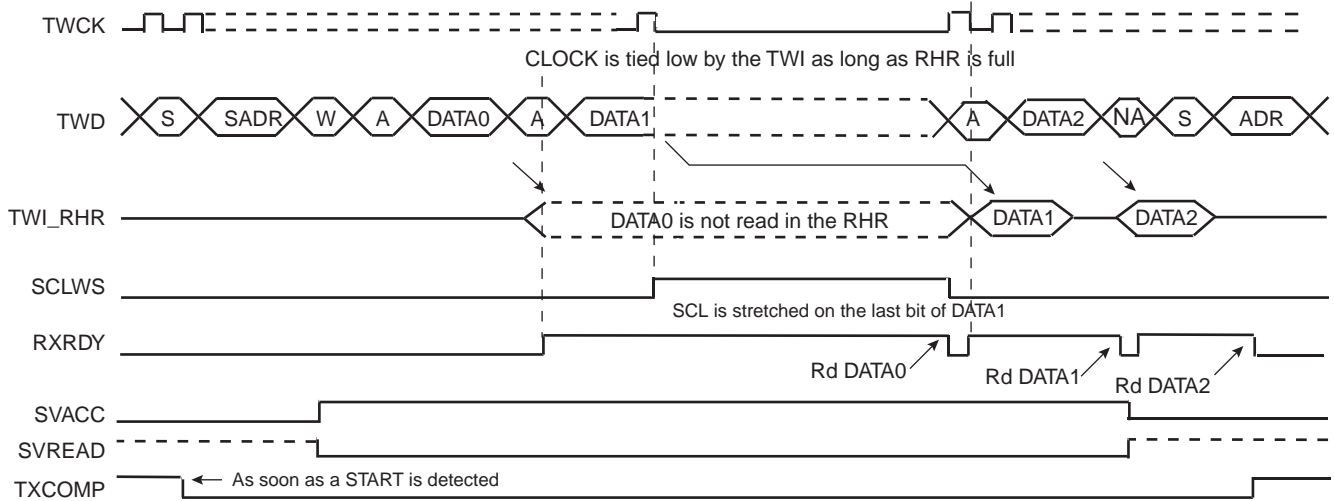 TWCK
CLOCK is tied low by the TWI as long as RHR is full
TWD S SADR W A DATA0 A DATA1 A DATA2 NA S ADR
TWI_RHR DATA0 is not read in the RHR DATA1 DATA2
SCLWS
SCL is stretched on the last bit of DATA1
RXRDY
Rd DATA0 Rd DATA1 Rd DATA2
SVACC
SVREAD
TXCOMP As soon as a START is detected